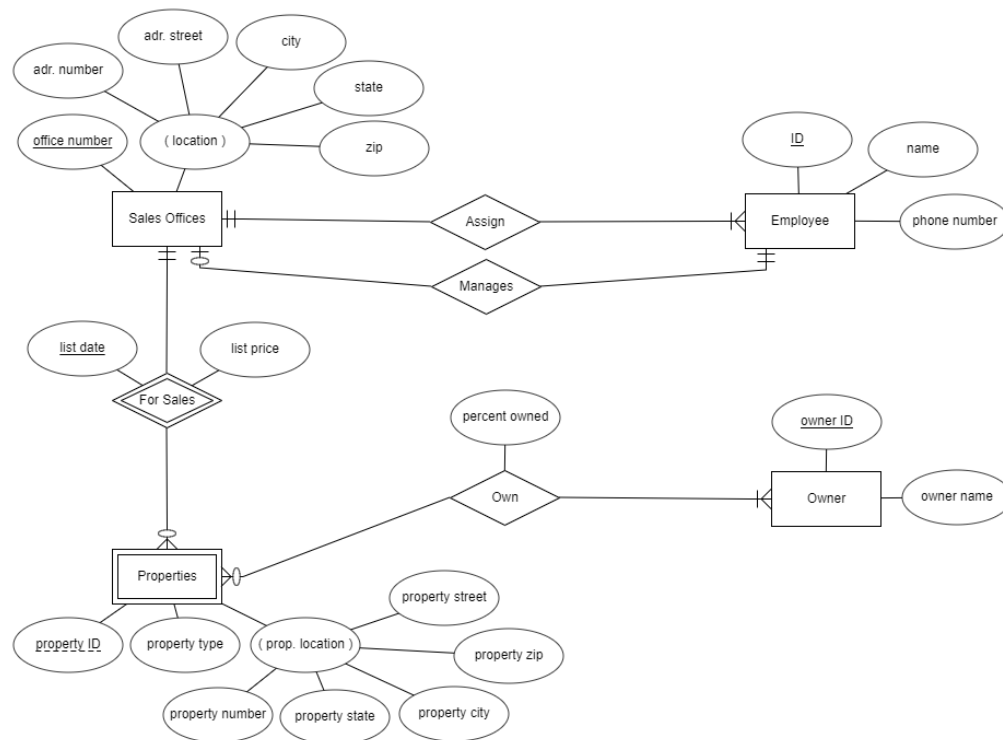 adr. street
city
adr. number
state
office number
( location )
zip
ID
name
Sales Offices
Assign
Employee
phone number
Manages
list date
list price
For Sales
percent owned
owner ID
Own
Owner
owner name
Properties
property street
property ID
property type
( prop. location )
property zip
property number
property state
property city